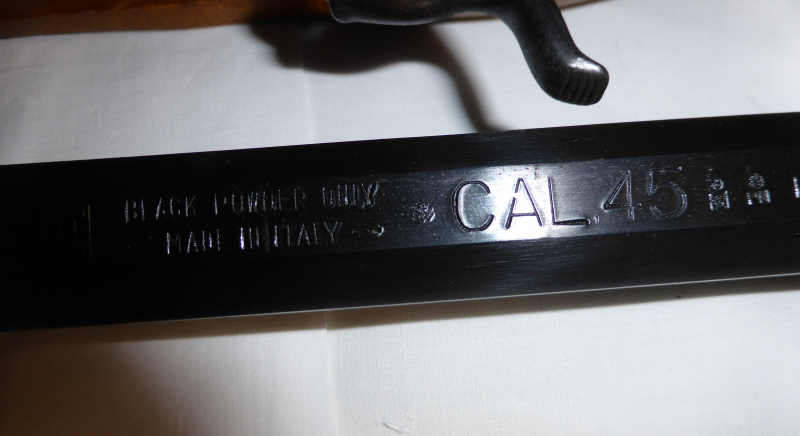 BLACK POWDER ONLY
MADE IN ITALY
CAL. 45